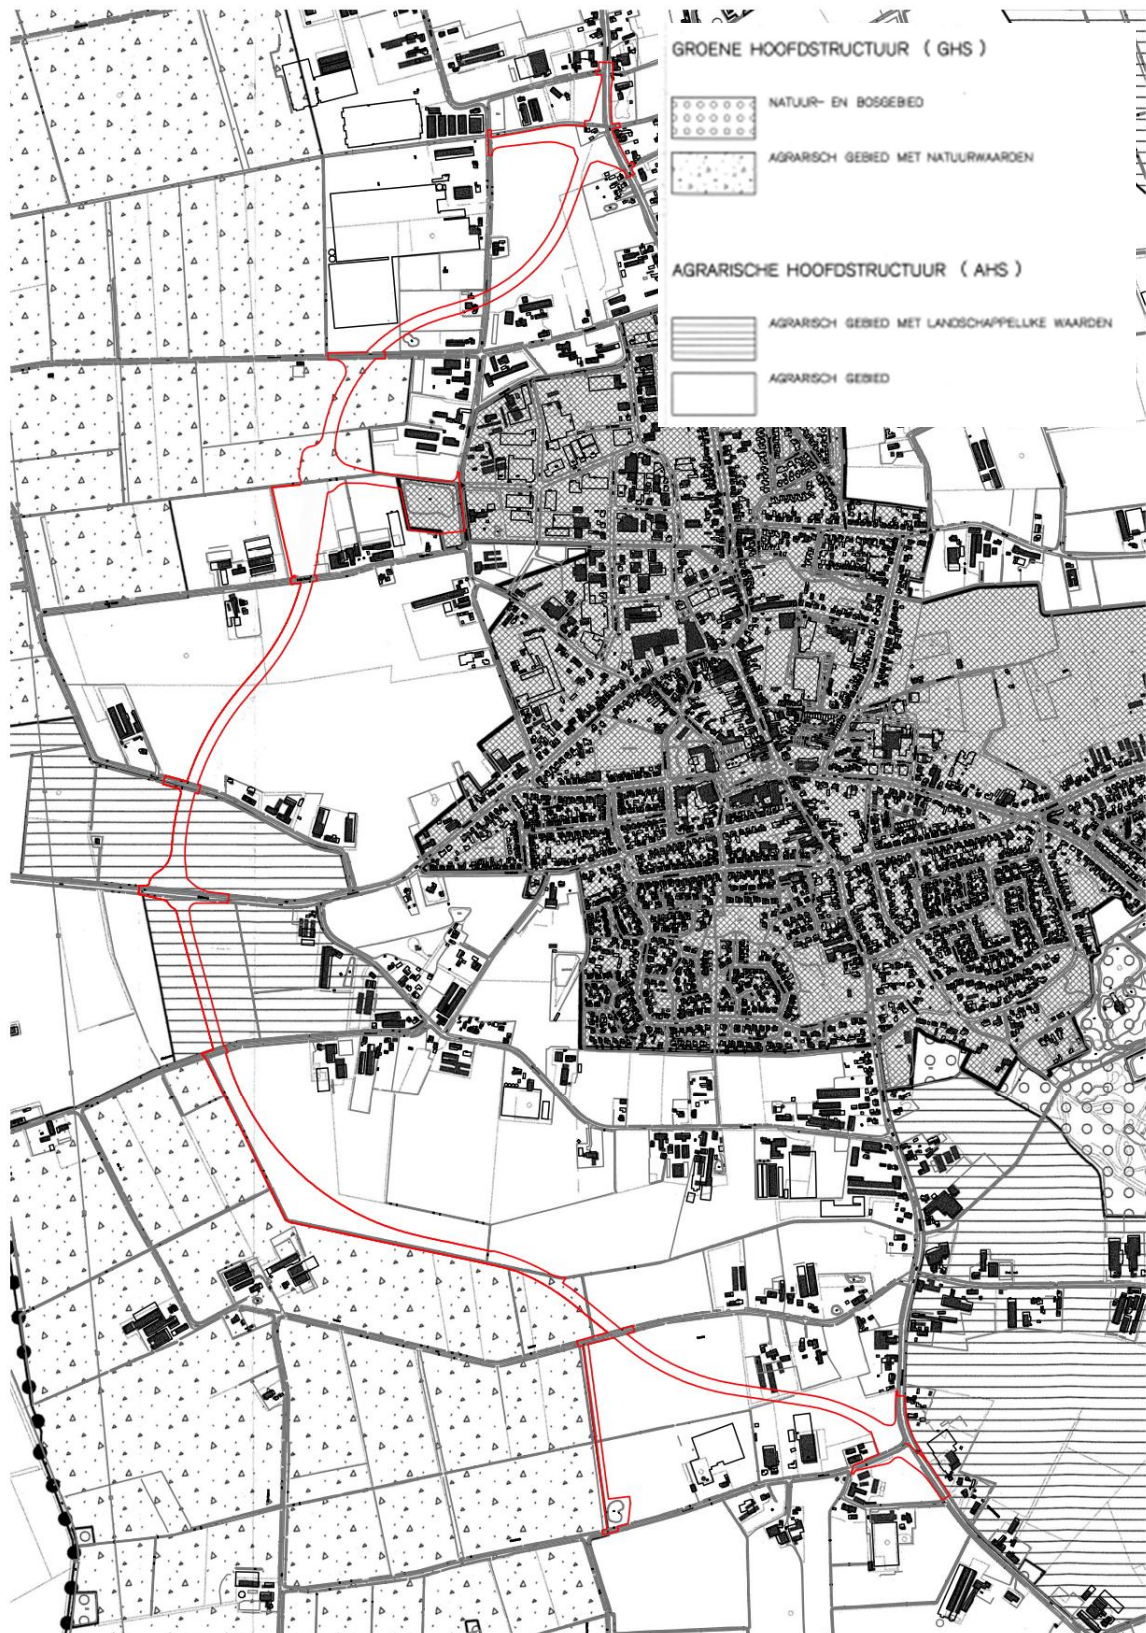 GROENE HOOFDSTRUCTUUR ( GHS )
NATUUR- EN BOSGEBIED
AGRARISCH GEBIED MET NATUURWAARDEN
AGRARISCHE HOOFDSTRUCTUUR ( AHS )
AGRARISCH GEBIED MET LANDSCHAPPELIJKE WAARDEN
AGRARISCH GEBIED